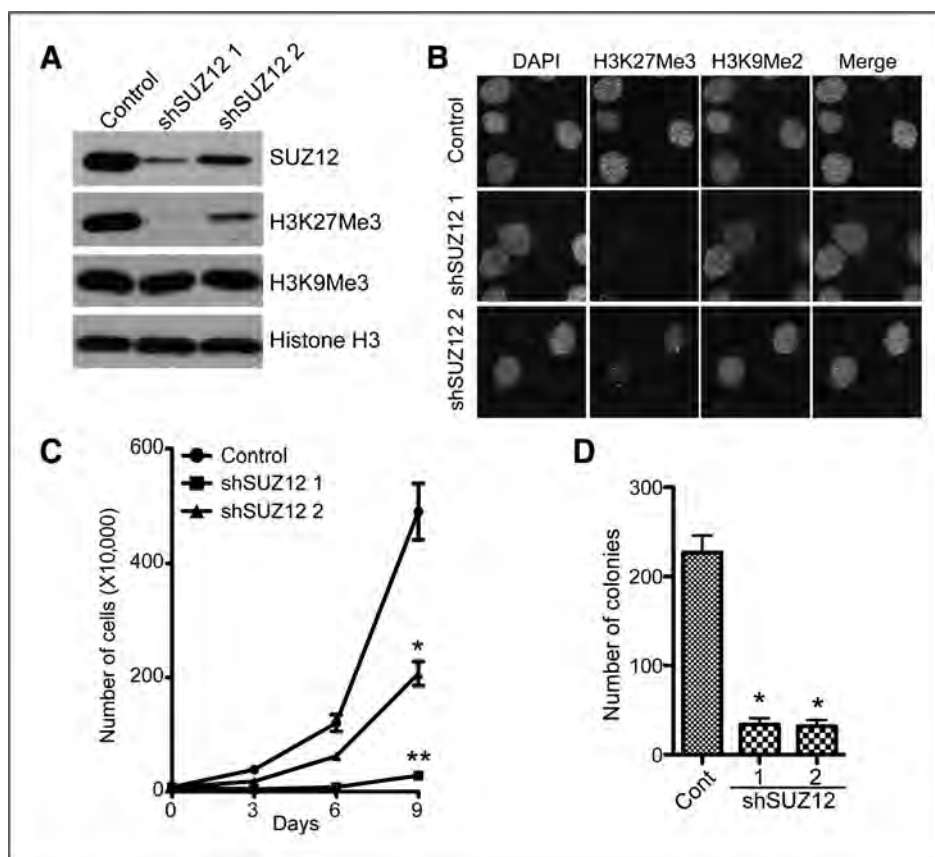 A
Control
shSUZ12 1
shSUZ12 2
SUZ12
H3K27Me3
H3K9Me3
Histone H3
B
DAPI H3K27Me3 H3K9Me2 Merge
Control
shSUZ12 1
shSUZ12 2
C
Number of cells (X10,000)
600
400
200
0
Control
shSUZ12 1
shSUZ12 2
*
**
0 3 6 9
Days
D
Number of colonies
300
200
100
0
* *
Cont 1 2
shSUZ12